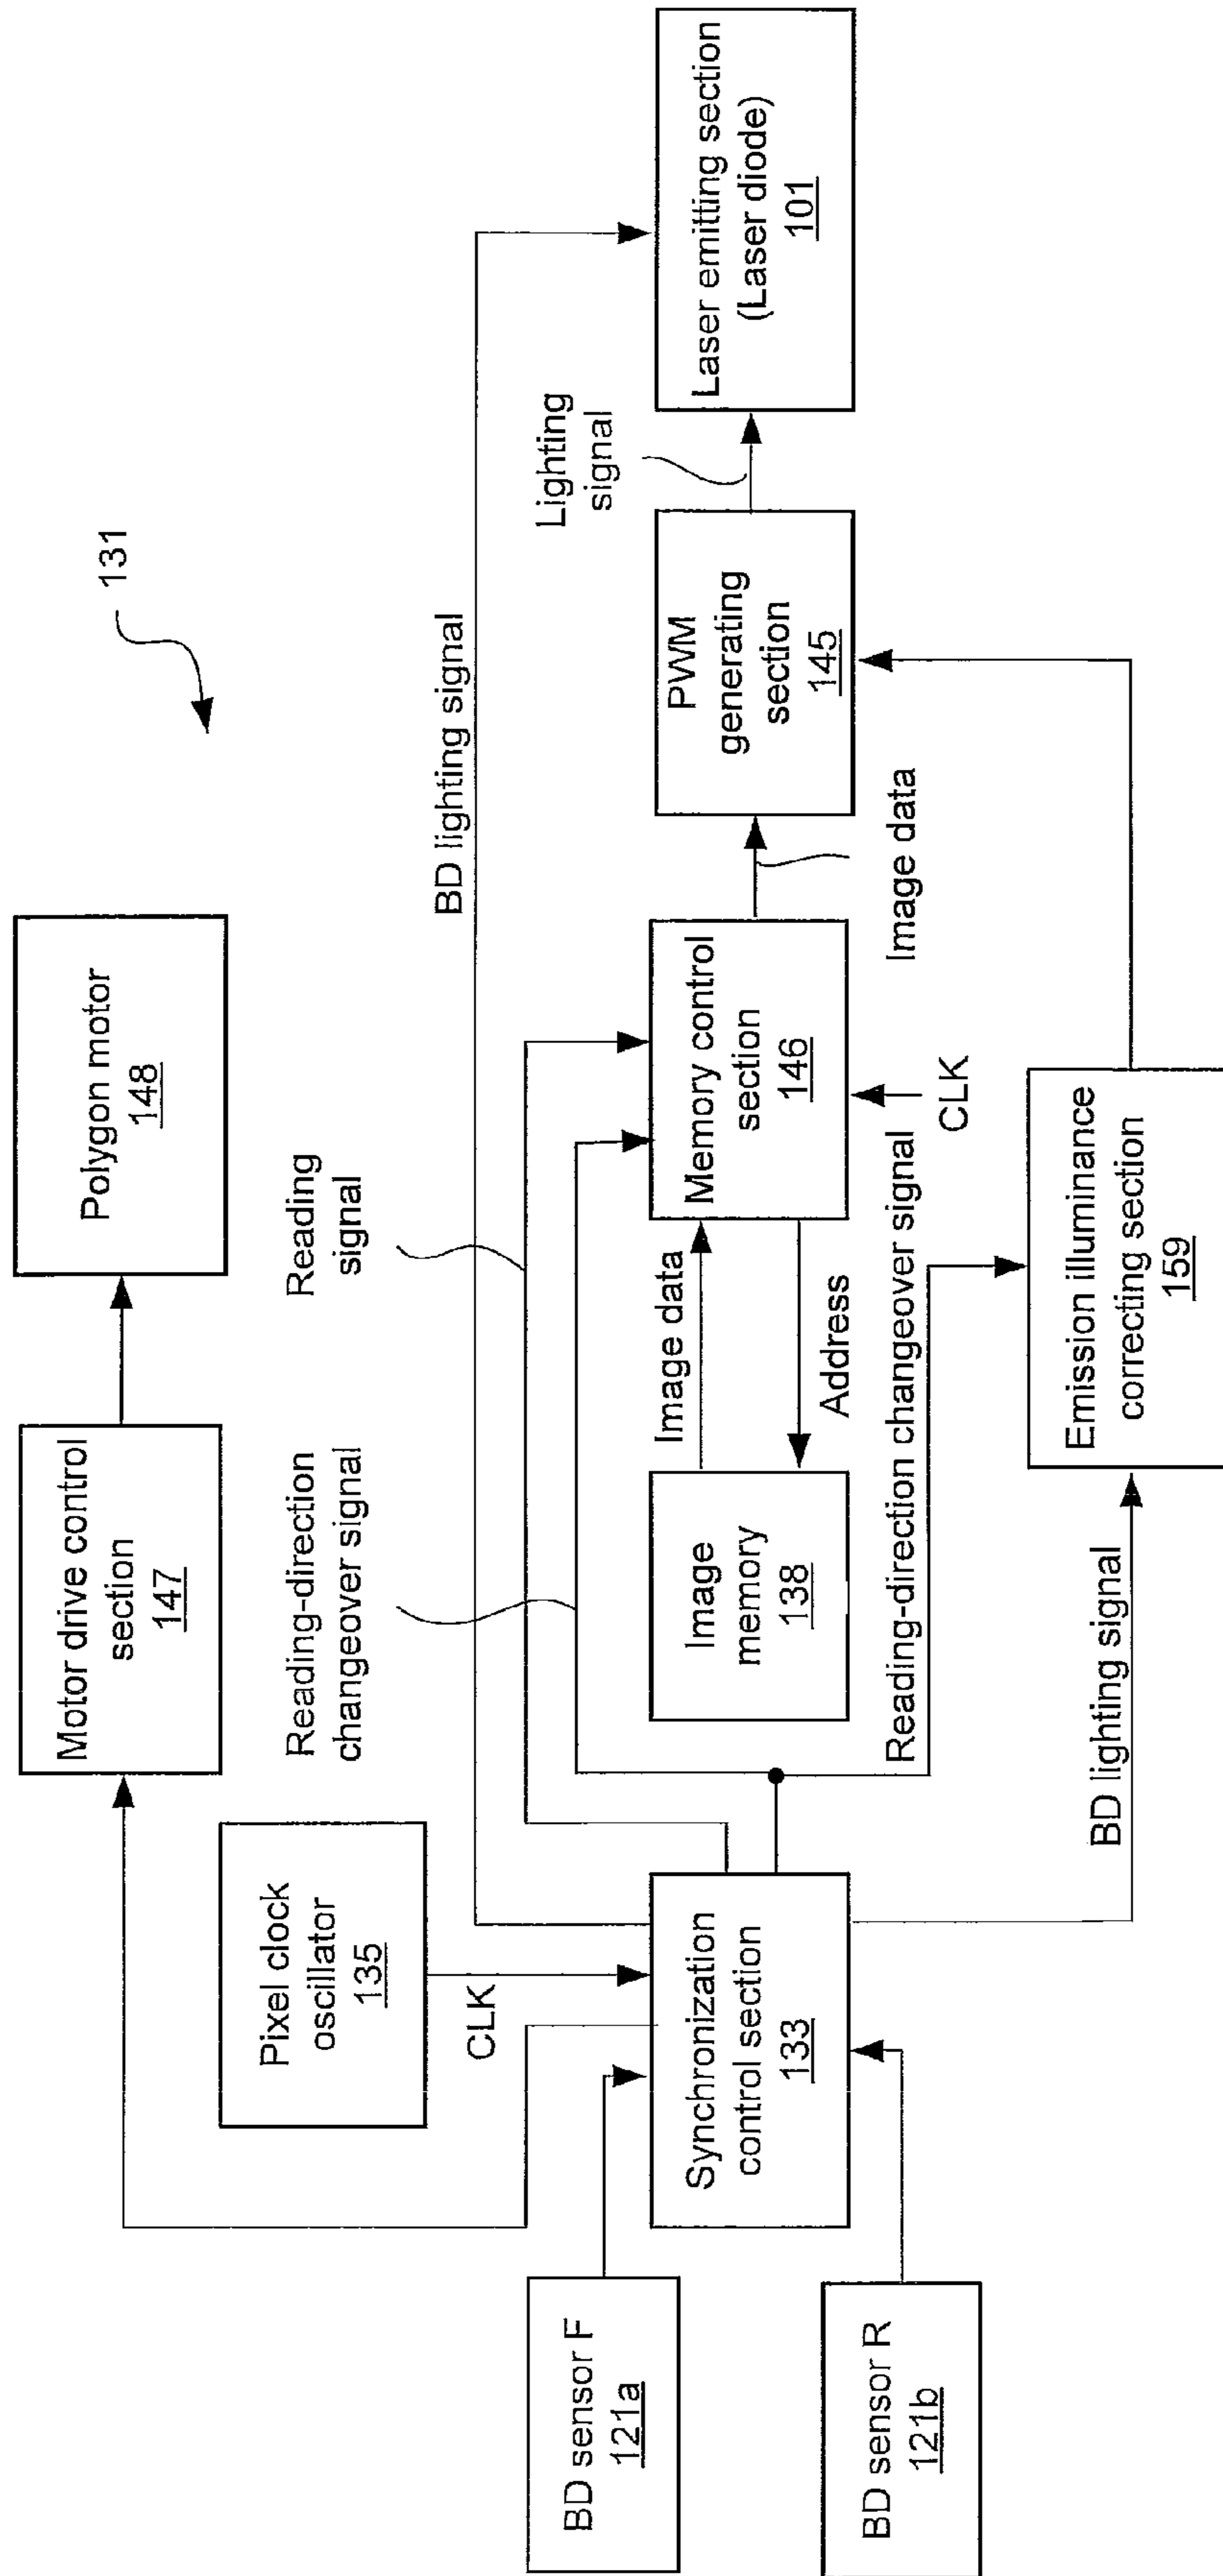 131
Motor drive control
section
147
Polygon motor
148
Pixel clock
oscillator
135
CLK
Reading-direction
changeover signal
Reading
signal
BD lighting signal
BD sensor F
121a
BD sensor R
121b
Synchronization
control section
133
Image
memory
138
Image data
Address
Memory control
section
146
CLK
Image data
PWM
generating
section
145
Lighting
signal
Laser emitting section
(Laser diode)
101
Reading-direction changeover signal
BD lighting signal
Emission illuminance
correcting section
159